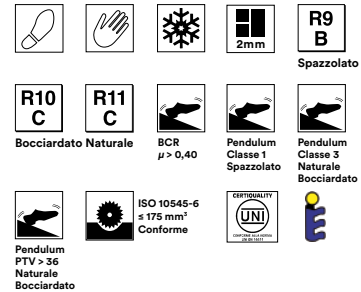 2mm
R9
B
Spazzolato
R10
C
Bocciardato
R11
C
Naturale
BCR
μ > 0,40
Pendulum
Classe 1
Spazzolato
Pendulum
Classe 3
Naturale
Bocciardato
Pendulum
PTV > 36
Naturale
Bocciardato
ISO 10545-6
≤ 175 mm³
Conforme
CERTIQUALITY
UNI